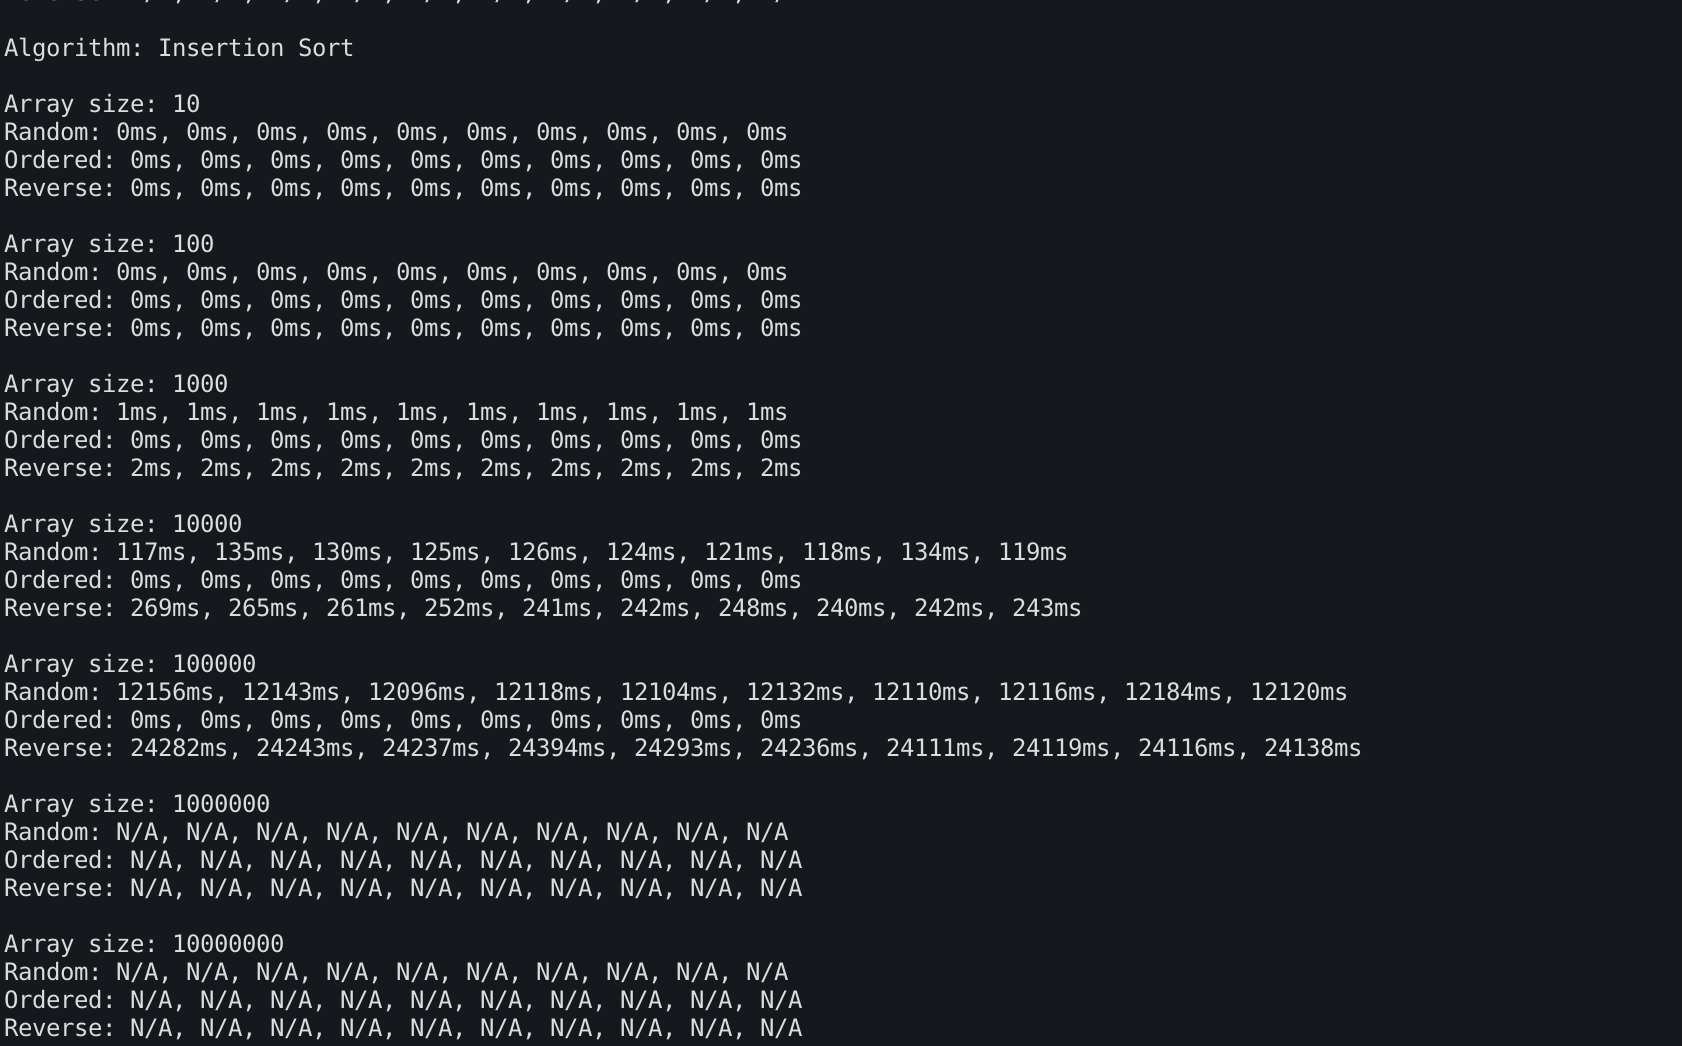 Algorithm: Insertion Sort
Array size: 10
Random: 0ms, 0ms, 0ms, 0ms, 0ms, 0ms, 0ms, 0ms, 0ms, 0ms
Ordered: 0ms, 0ms, 0ms, 0ms, 0ms, 0ms, 0ms, 0ms, 0ms, 0ms
Reverse: 0ms, 0ms, 0ms, 0ms, 0ms, 0ms, 0ms, 0ms, 0ms, 0ms
Array size: 100
Random: 0ms, 0ms, 0ms, 0ms, 0ms, 0ms, 0ms, 0ms, 0ms, 0ms
Ordered: 0ms, 0ms, 0ms, 0ms, 0ms, 0ms, 0ms, 0ms, 0ms, 0ms
Reverse: 0ms, 0ms, 0ms, 0ms, 0ms, 0ms, 0ms, 0ms, 0ms, 0ms
Array size: 1000
Random: 1ms, 1ms, 1ms, 1ms, 1ms, 1ms, 1ms, 1ms, 1ms, 1ms
Ordered: 0ms, 0ms, 0ms, 0ms, 0ms, 0ms, 0ms, 0ms, 0ms, 0ms
Reverse: 2ms, 2ms, 2ms, 2ms, 2ms, 2ms, 2ms, 2ms, 2ms, 2ms
Array size: 10000
Random: 117ms, 135ms, 130ms, 125ms, 126ms, 124ms, 121ms, 118ms, 134ms, 119ms
Ordered: 0ms, 0ms, 0ms, 0ms, 0ms, 0ms, 0ms, 0ms, 0ms, 0ms
Reverse: 269ms, 265ms, 261ms, 252ms, 241ms, 242ms, 248ms, 240ms, 242ms, 243ms
Array size: 100000
Random: 12156ms, 12143ms, 12096ms, 12118ms, 12104ms, 12132ms, 12110ms, 12116ms, 12184ms, 12120ms
Ordered: 0ms, 0ms, 0ms, 0ms, 0ms, 0ms, 0ms, 0ms, 0ms, 0ms
Reverse: 24282ms, 24243ms, 24237ms, 24394ms, 24293ms, 24236ms, 24111ms, 24119ms, 24116ms, 24138ms
Array size: 1000000
Random: N/A, N/A, N/A, N/A, N/A, N/A, N/A, N/A, N/A, N/A
Ordered: N/A, N/A, N/A, N/A, N/A, N/A, N/A, N/A, N/A, N/A
Reverse: N/A, N/A, N/A, N/A, N/A, N/A, N/A, N/A, N/A, N/A
Array size: 10000000
Random: N/A, N/A, N/A, N/A, N/A, N/A, N/A, N/A, N/A, N/A
Ordered: N/A, N/A, N/A, N/A, N/A, N/A, N/A, N/A, N/A, N/A
Reverse: N/A, N/A, N/A, N/A, N/A, N/A, N/A, N/A, N/A, N/A